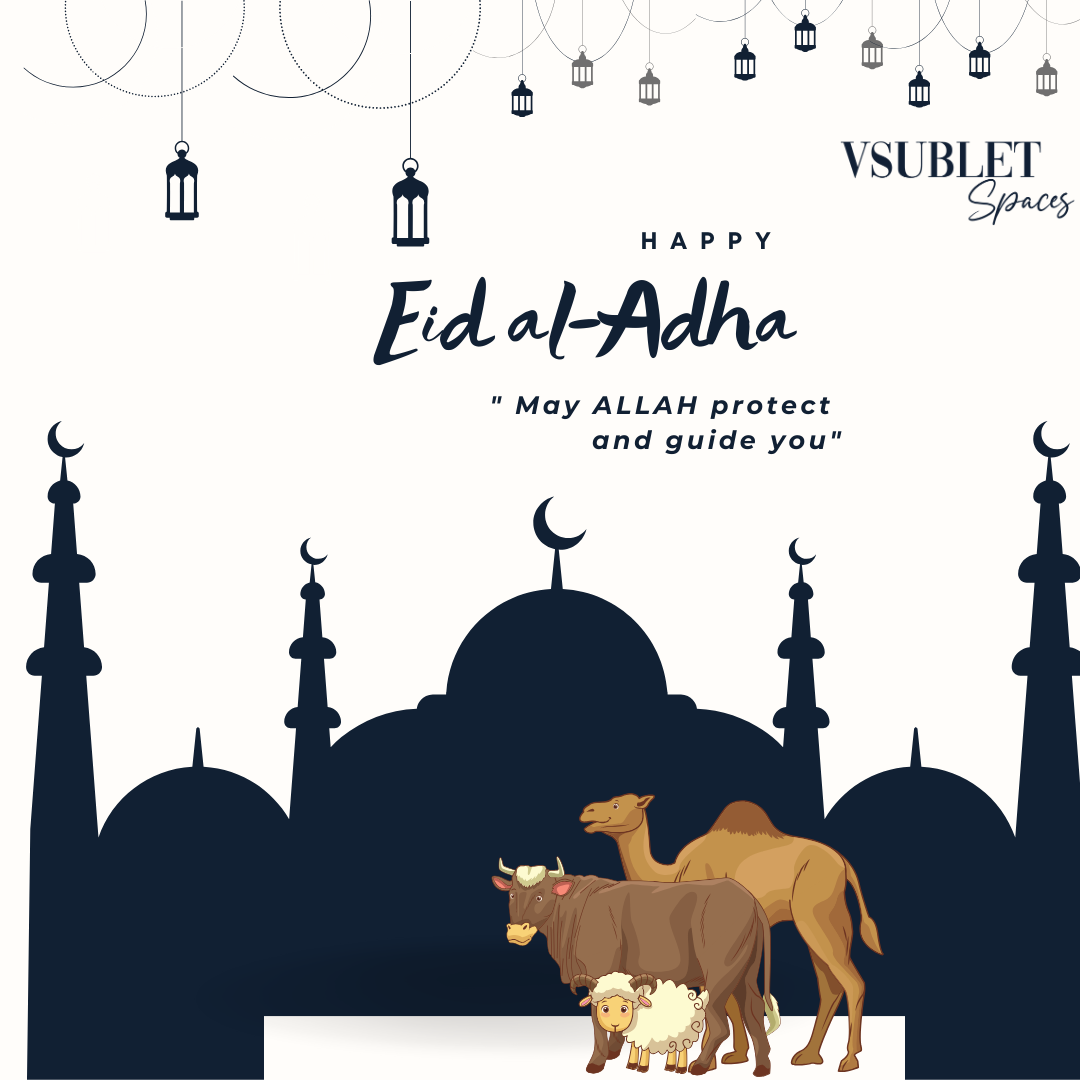 VSUBLET
Spaces
HAPPY
Eid al-Adha
" May ALLAH protect
and guide you"